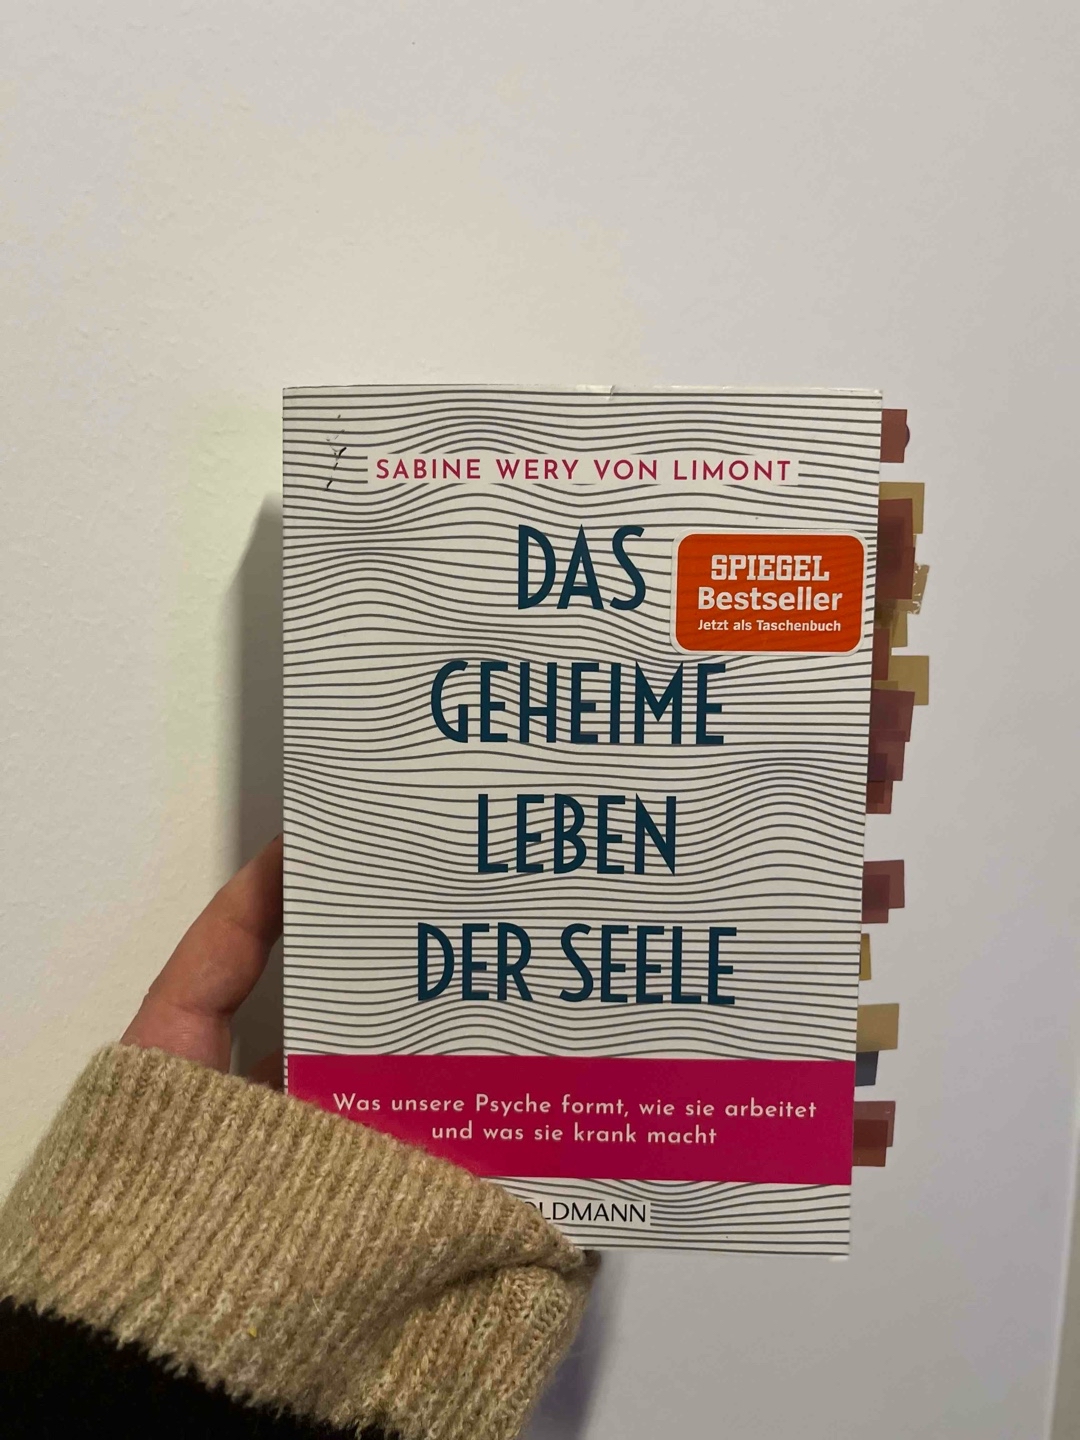 SABINE WERY VON LIMONT
DAS
GEHEIME
LEBEN
DER SEELE
SPIEGEL
Bestseller
Jetzt als Taschenbuch
Was unsere Psyche formt, wie sie arbeitet
und was sie krank macht
OLDMANN